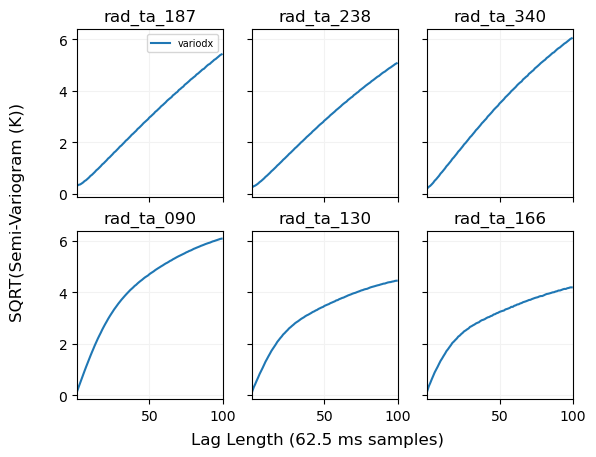 rad_ta_187 rad_ta_238 rad_ta_340
variodx
6
4
2
0
rad_ta_090 rad_ta_130 rad_ta_166
6
4
2
0
50 100 50 100 50 100
SQRT(Semi-Variogram (K))
Lag Length (62.5 ms samples)